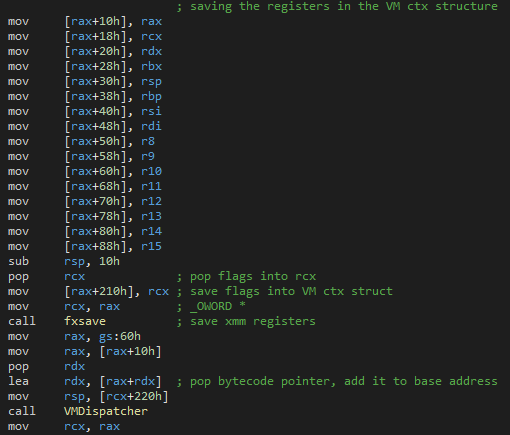 ; saving the registers in the VM ctx structure
mov [rax+10h], rax
mov [rax+18h], rcx
mov [rax+20h], rdx
mov [rax+28h], rbx
mov [rax+30h], rsp
mov [rax+38h], rbp
mov [rax+40h], rsi
mov [rax+48h], rdi
mov [rax+50h], r8
mov [rax+58h], r9
mov [rax+60h], r10
mov [rax+68h], r11
mov [rax+70h], r12
mov [rax+78h], r13
mov [rax+80h], r14
mov [rax+88h], r15
sub rsp, 10h
pop rcx ; pop flags into rcx
mov [rax+210h], rcx ; save flags into VM ctx struct
mov rcx, rax ; _OWORD *
call fxsave ; save xmm registers
mov rax, gs:60h
mov rax, [rax+10h]
pop rdx
lea rdx, [rax+rdx] ; pop bytecode pointer, add it to base address
mov rsp, [rcx+220h]
call VMDispatcher
mov rcx, rax